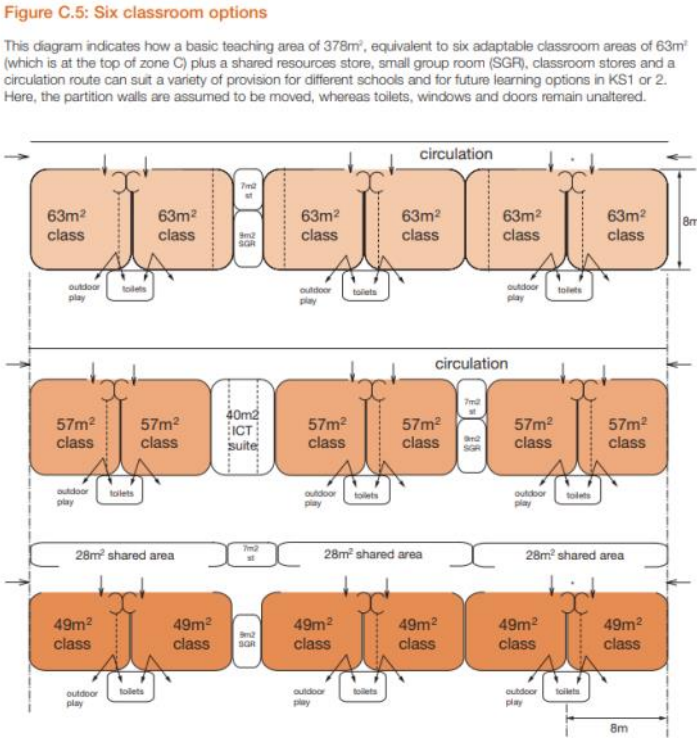 Figure C.5: Six classroom options
This diagram indicates how a basic teaching area of 378m², equivalent to six adaptable classroom areas of 63m²
(which is at the top of zone C) plus a shared resources store, small group room (SGR), classroom stores and a
circulation route can suit a variety of provision for different schools and for future learning options in KS1 or 2.
Here, the partition walls are assumed to be moved, whereas toilets, windows and doors remain unaltered.
circulation
63m²
class
63m²
class
7m2
st
9m2
SGR
63m²
class
63m²
class
63m²
class
63m²
class
8m
outdoor
play
toilets
outdoor
play
toilets
outdoor
play
toilets
circulation
57m²
class
57m²
class
40m2
ICT
suite
57m²
class
57m²
class
7m2
st
9m2
SGR
57m²
class
57m²
class
outdoor
play
toilets
outdoor
play
toilets
outdoor
play
toilets
28m² shared area
7m2
st
28m² shared area
28m² shared area
49m²
class
49m²
class
9m2
SGR
49m²
class
49m²
class
49m²
class
49m²
class
outdoor
play
toilets
outdoor
play
toilets
outdoor
play
toilets
8m